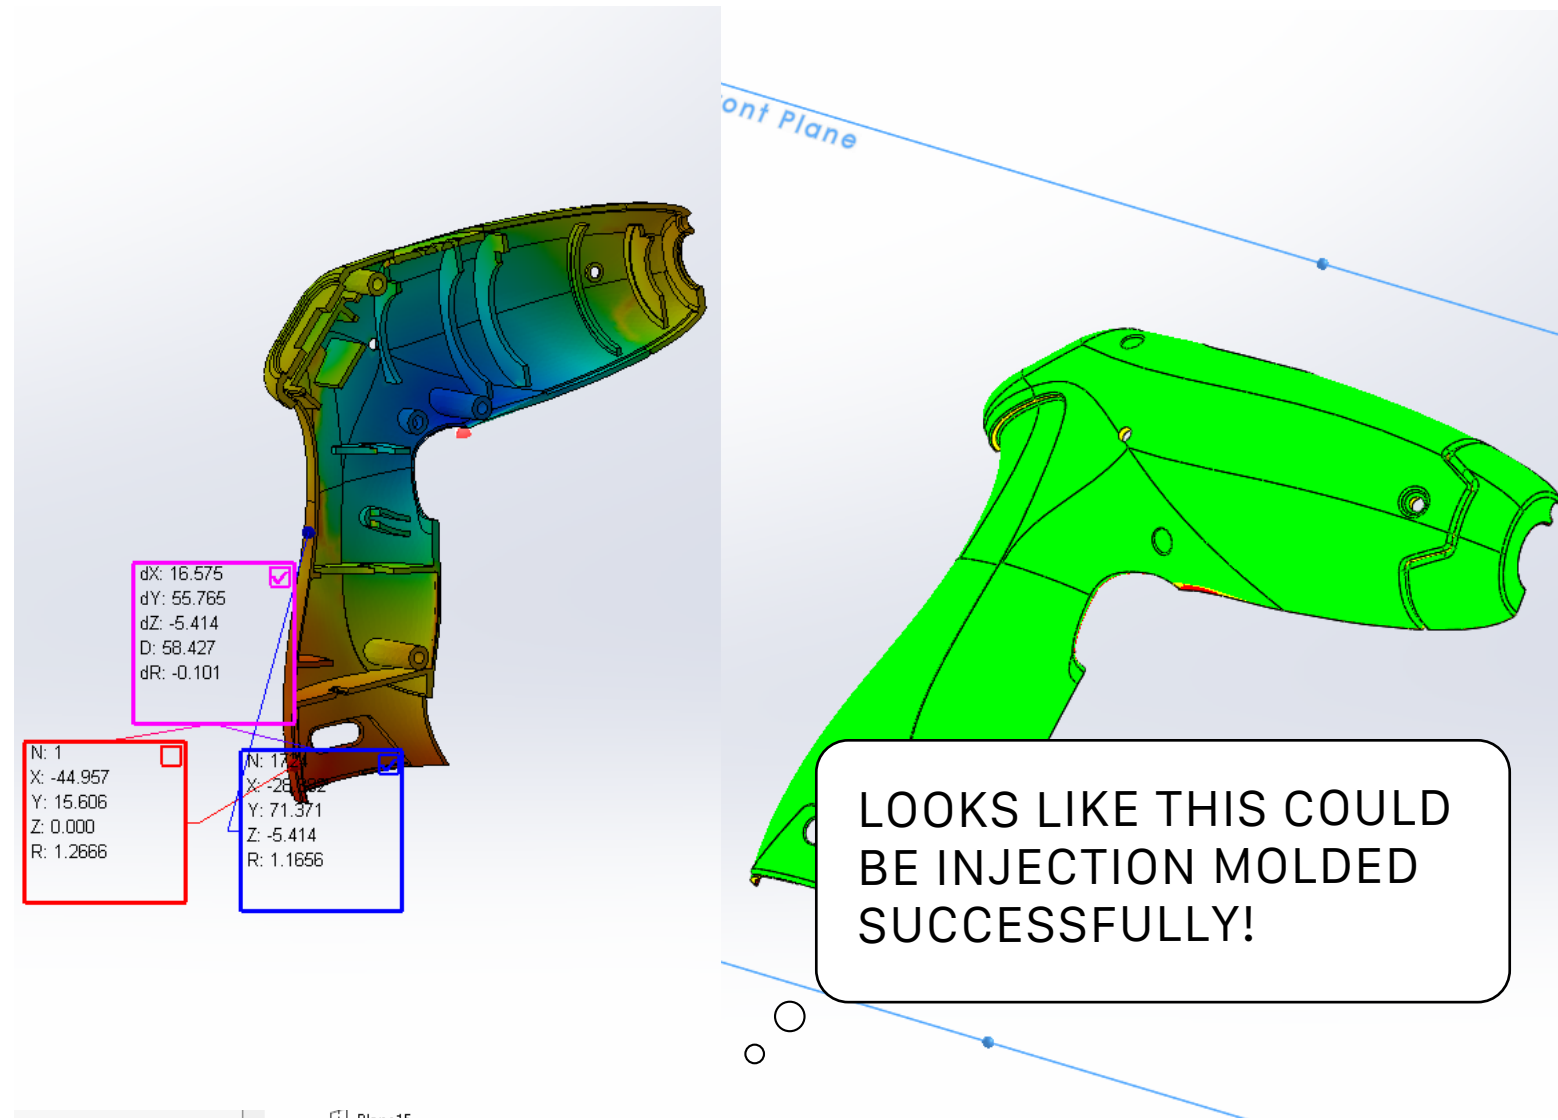 ont Plane
dX: 16.575
dY: 55.765
dZ: -5.414
D: 58.427
dR: -0.101
N: 1
X: -44.957
Y: 15.606
Z: 0.000
R: 1.2666
N:
X:
Y: 71.371
Z: -5.414
R: 1.1656
LOOKS LIKE THIS COULD
BE INJECTION MOLDED
SUCCESSFULLY!
Plane15